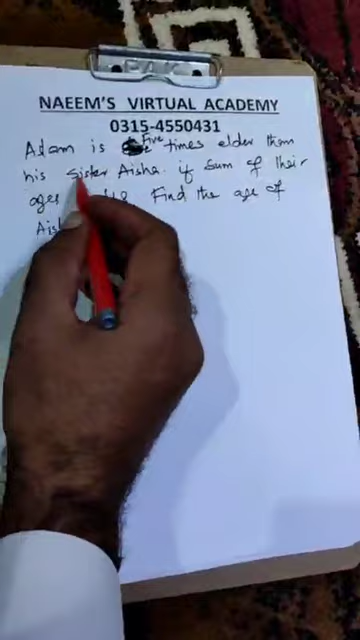 PAK
NAEEM'S VIRTUAL ACADEMY
0315-4550431
Adam is five times elder than
his sister Aisha. if Sum of their
ages Find the age of